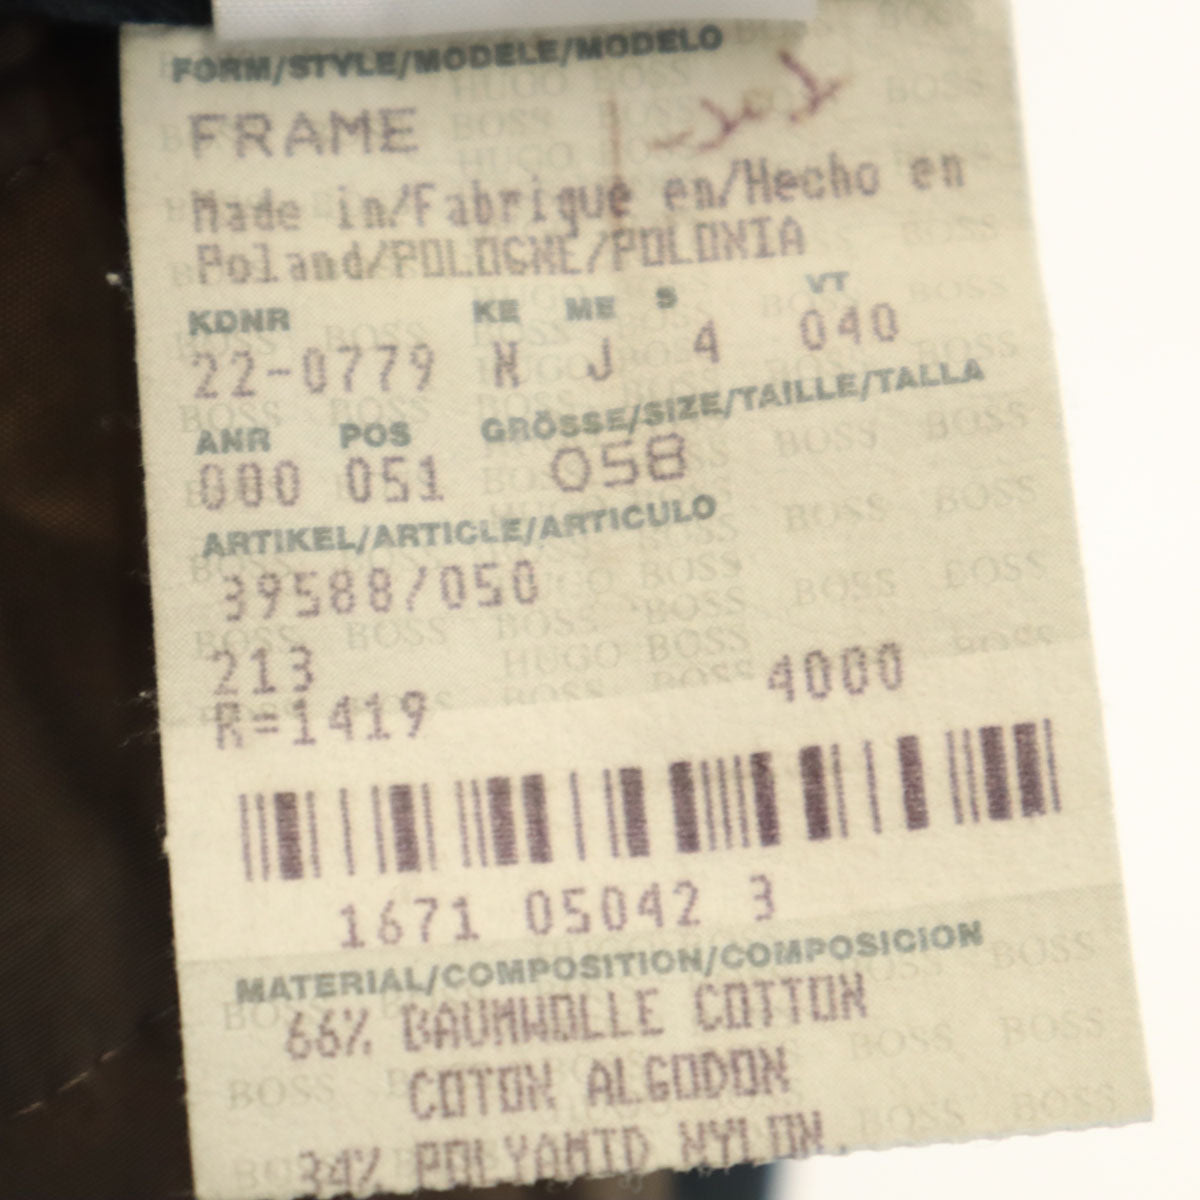 FORM/STYLE/MODELE/MODELO
FRAME
Made in/Fabriqué en/Hecho en
Poland/POLOGNE/POLONIA
KDNR KE ME S VT
22-0779 N J 4 040
ANR POS GRÖSSE/SIZE/TAILLE/TALLA
000 051 058
ARTIKEL/ARTICLE/ARTICULO
39588/050
213
R=1419 4000
1671 05042 3
MATERIAL/COMPOSITION/COMPOSICION
66% BAUMWOLLE COTTON
COTON ALGODON
34% POLYAMID NYLON